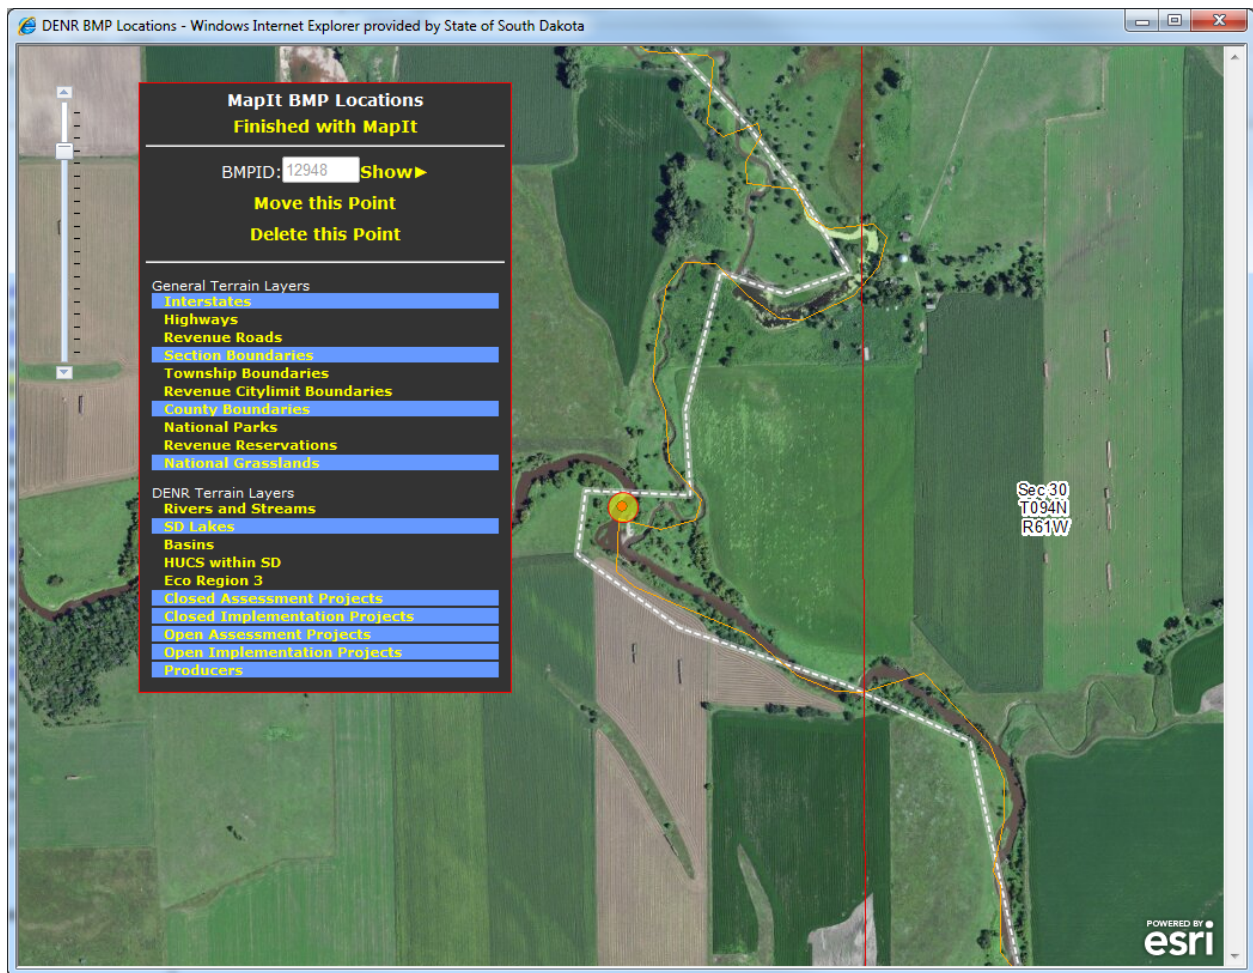 DENR BMP Locations - Windows Internet Explorer provided by State of South Dakota
MapIt BMP Locations
Finished with MapIt
BMPID: 12948 Show►
Move this Point
Delete this Point
General Terrain Layers
Interstates
Highways
Revenue Roads
Section Boundaries
Township Boundaries
Revenue Citylimit Boundaries
County Boundaries
National Parks
Revenue Reservations
National Grasslands
DENR Terrain Layers
Rivers and Streams
SD Lakes
Basins
HUCS within SD
Eco Region 3
Closed Assessment Projects
Closed Implementation Projects
Open Assessment Projects
Open Implementation Projects
Producers
Sec 30
T094N
R61W
POWERED BY
esri